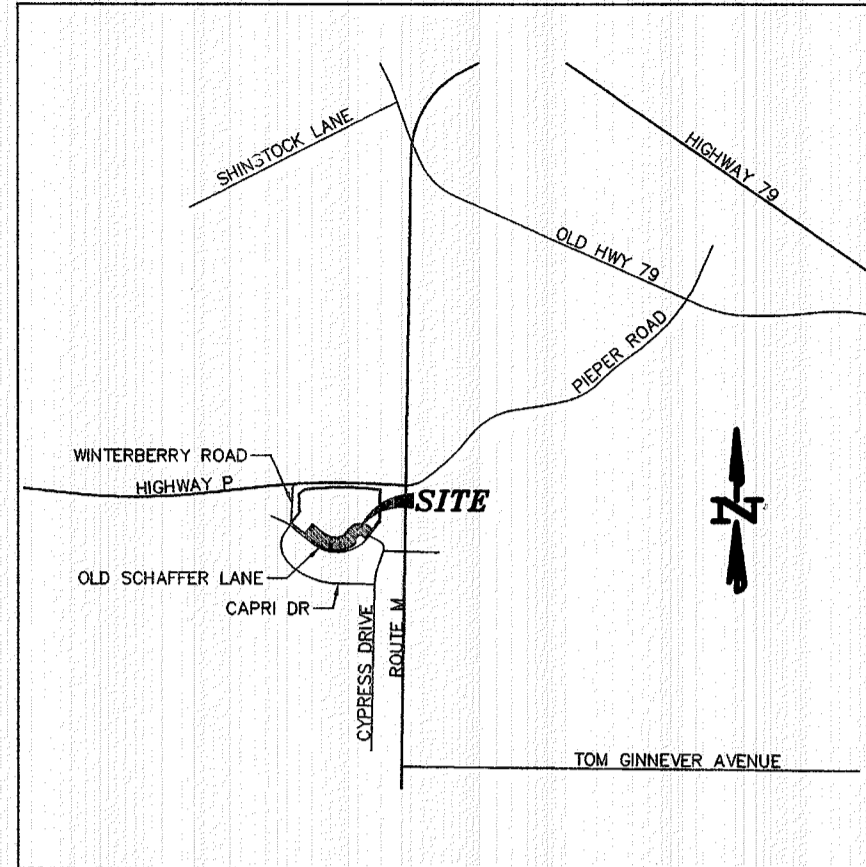 SHINSTOCK LANE
HIGHWAY 79
OLD HWY 79
PIEPER ROAD
WINTERBERRY ROAD
HIGHWAY P
SITE
N
OLD SCHAFFER LANE
CAPRI DR
CYPRESS DRIVE
ROUTE M
TOM GINNEVER AVENUE